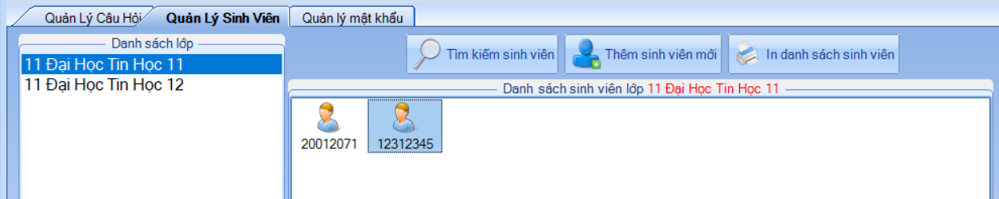 Quản Lý Câu Hỏi Quản Lý Sinh Viên Quản lý mật khẩu
Danh sách lớp
11 Đại Học Tin Học 11
11 Đại Học Tin Học 12
Tìm kiếm sinh viên Thêm sinh viên mới In danh sách sinh viên
Danh sách sinh viên lớp 11 Đại Học Tin Học 11
20012071 12312345